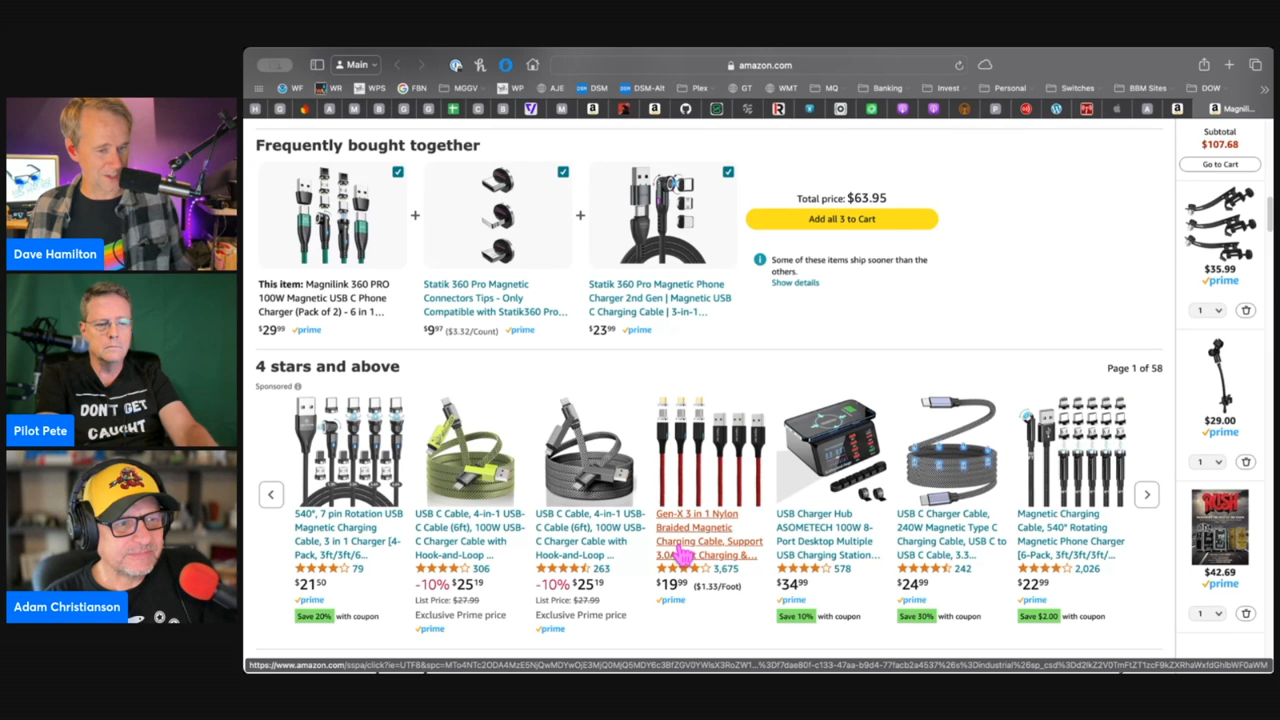 Main
amazon.com
WF
WR
WPS
FBN
MGGV
WP
AJE
DSM
DSM-Alt
Plex
GT
WMT
MQ
Banking
Invest
Personal
Switches
BBM Sites
DOW
Magnili...
Frequently bought together
This item: Magnilink 360 PRO
100W Magnetic USB C Phone
Charger (Pack of 2) - 6 in 1...
$29.99 prime
Statik 360 Pro Magnetic
Connectors Tips - Only
Compatible with Statik360 Pro...
$9.97 ($3.32/Count) prime
Statik 360 Pro Magnetic Phone
Charger 2nd Gen | Magnetic USB
C Charging Cable | 3-in-1...
$23.99 prime
Total price: $63.95
Add all 3 to Cart
Some of these items ship sooner than the
others.
Show details
4 stars and above
Page 1 of 58
Sponsored
540°, 7 pin Rotation USB
Magnetic Charging
Cable, 3 in 1 Charger [4-
Pack, 3ft/3ft/6...
79
$21.50
prime
Save 20% with coupon
USB C Cable, 4-in-1 USB-
C Cable (6ft), 100W USB-
C Charger Cable with
Hook-and-Loop ...
306
-10% $25.19
List Price: $27.99
Exclusive Prime price
prime
USB C Cable, 4-in-1 USB-
C Cable (6ft), 100W USB-
C Charger Cable with
Hook-and-Loop ...
263
-10% $25.19
List Price: $27.99
Exclusive Prime price
prime
Gen-X 3 in 1 Nylon
Braided Magnetic
Charging Cable, Support
3.0A Charging &...
3,675
$19.99 ($1.33/Foot)
prime
USB Charger Hub
ASOMETECH 100W 8-
Port Desktop Multiple
USB Charging Station...
578
$34.99
prime
Save 10% with coupon
USB C Charger Cable,
240W Magnetic Type C
Charging Cable, USB C to
USB C Cable, 3.3...
242
$24.99
prime
Save 30% with coupon
Magnetic Charging
Cable, 540° Rotating
Magnetic Phone Charger
[6-Pack, 3ft/3ft/3ft/...
2,026
$22.99
prime
Save $2.00 with coupon
Subtotal
$107.68
Go to Cart
$35.99
prime
1
$29.00
prime
1
RUSH
$42.69
prime
1
Dave Hamilton
DON'T GET
CAUGHT
Pilot Pete
Adam Christianson